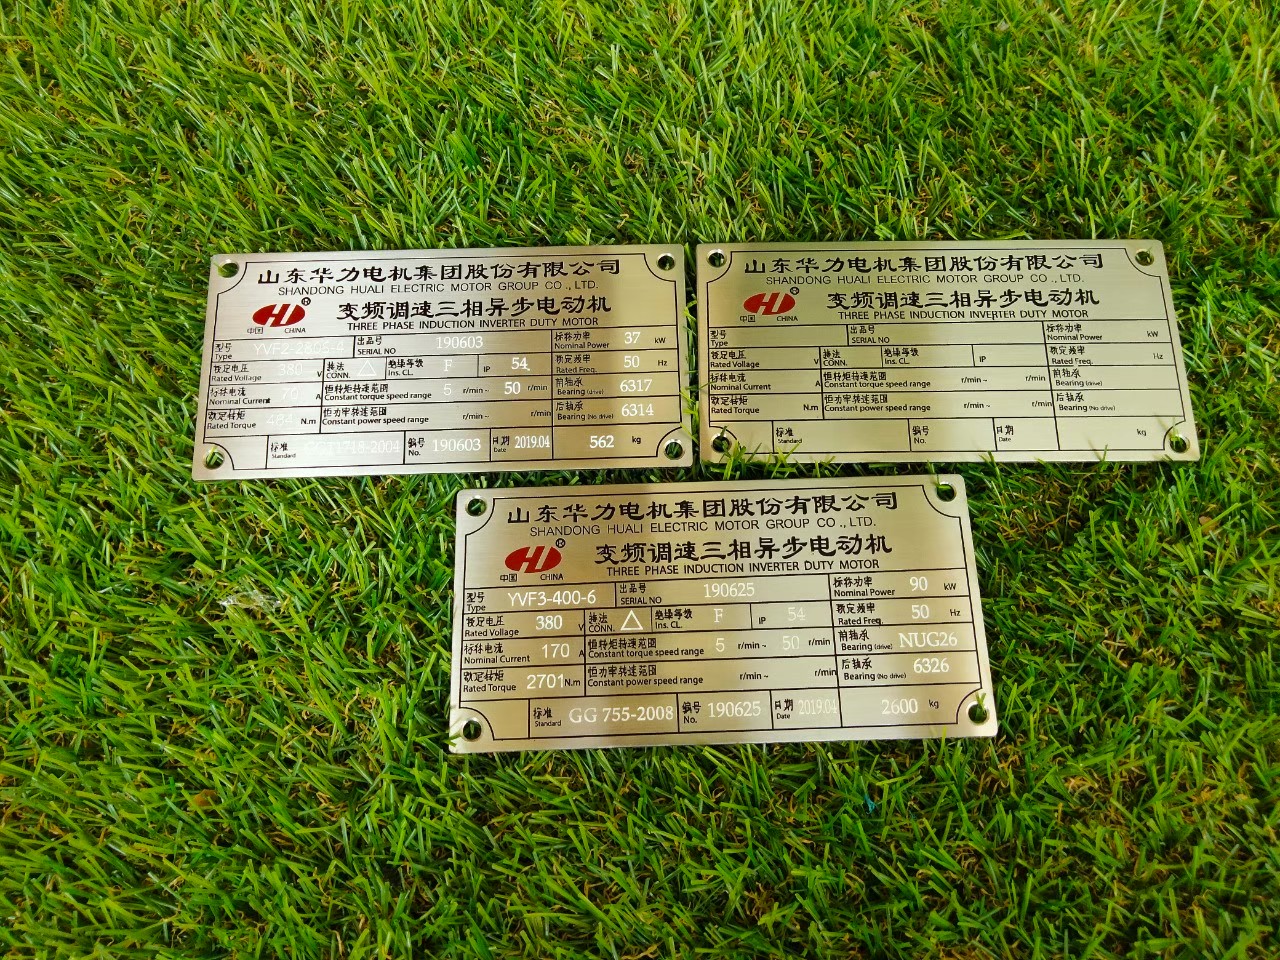 山东华力电机集团股份有限公司
SHANDONG HUALI ELECTRIC MOTOR GROUP CO., LTD.
HL ®
中国 CHINA
变频调速三相异步电动机
THREE PHASE INDUCTION INVERTER DUTY MOTOR
型号 Type 出品号 SERIAL NO 190603 标称功率 Nominal Power 37 kW
额定电压 Rated Voltage 380 V 接法 CONN. △ 绝缘等级 Ins. CL. F IP 54 额定频率 Rated Freq. 50 Hz
标称电流 Nominal Current 70 A 恒转矩转速范围 Constant torque speed range 5 r/min~ 50 r/min 前轴承 Bearing (drive) 6317
额定转矩 Rated Torque N.m 恒功率转速范围 Constant power speed range r/min~ r/min 后轴承 Bearing (No drive) 6314
标准 Standard 编号 No. 190603 日期 Date 2019.04 562 kg
山东华力电机集团股份有限公司
SHANDONG HUALI ELECTRIC MOTOR GROUP CO., LTD.
HL ®
中国 CHINA
变频调速三相异步电动机
THREE PHASE INDUCTION INVERTER DUTY MOTOR
型号 Type 出品号 SERIAL NO 标称功率 Nominal Power kW
额定电压 Rated Voltage V 接法 CONN. 绝缘等级 Ins. CL. IP 额定频率 Rated Freq. Hz
标称电流 Nominal Current A 恒转矩转速范围 Constant torque speed range r/min~ r/min 前轴承 Bearing (drive)
额定转矩 Rated Torque N.m 恒功率转速范围 Constant power speed range r/min~ r/min 后轴承 Bearing (No drive)
标准 Standard 编号 No. 日期 Date kg
山东华力电机集团股份有限公司
SHANDONG HUALI ELECTRIC MOTOR GROUP CO., LTD.
HL ®
中国 CHINA
变频调速三相异步电动机
THREE PHASE INDUCTION INVERTER DUTY MOTOR
型号 Type YVF3-400-6 出品号 SERIAL NO 190625 标称功率 Nominal Power 90 kW
额定电压 Rated Voltage 380 V 接法 CONN. △ 绝缘等级 Ins. CL. F IP 54 额定频率 Rated Freq. 50 Hz
标称电流 Nominal Current 170 A 恒转矩转速范围 Constant torque speed range 5 r/min~ 50 r/min 前轴承 Bearing (drive) NUG26
额定转矩 Rated Torque 2701 N.m 恒功率转速范围 Constant power speed range r/min~ r/min 后轴承 Bearing (No drive) 6326
标准 Standard GG 755-2008 编号 No. 190625 日期 Date 2019.04 2600 kg